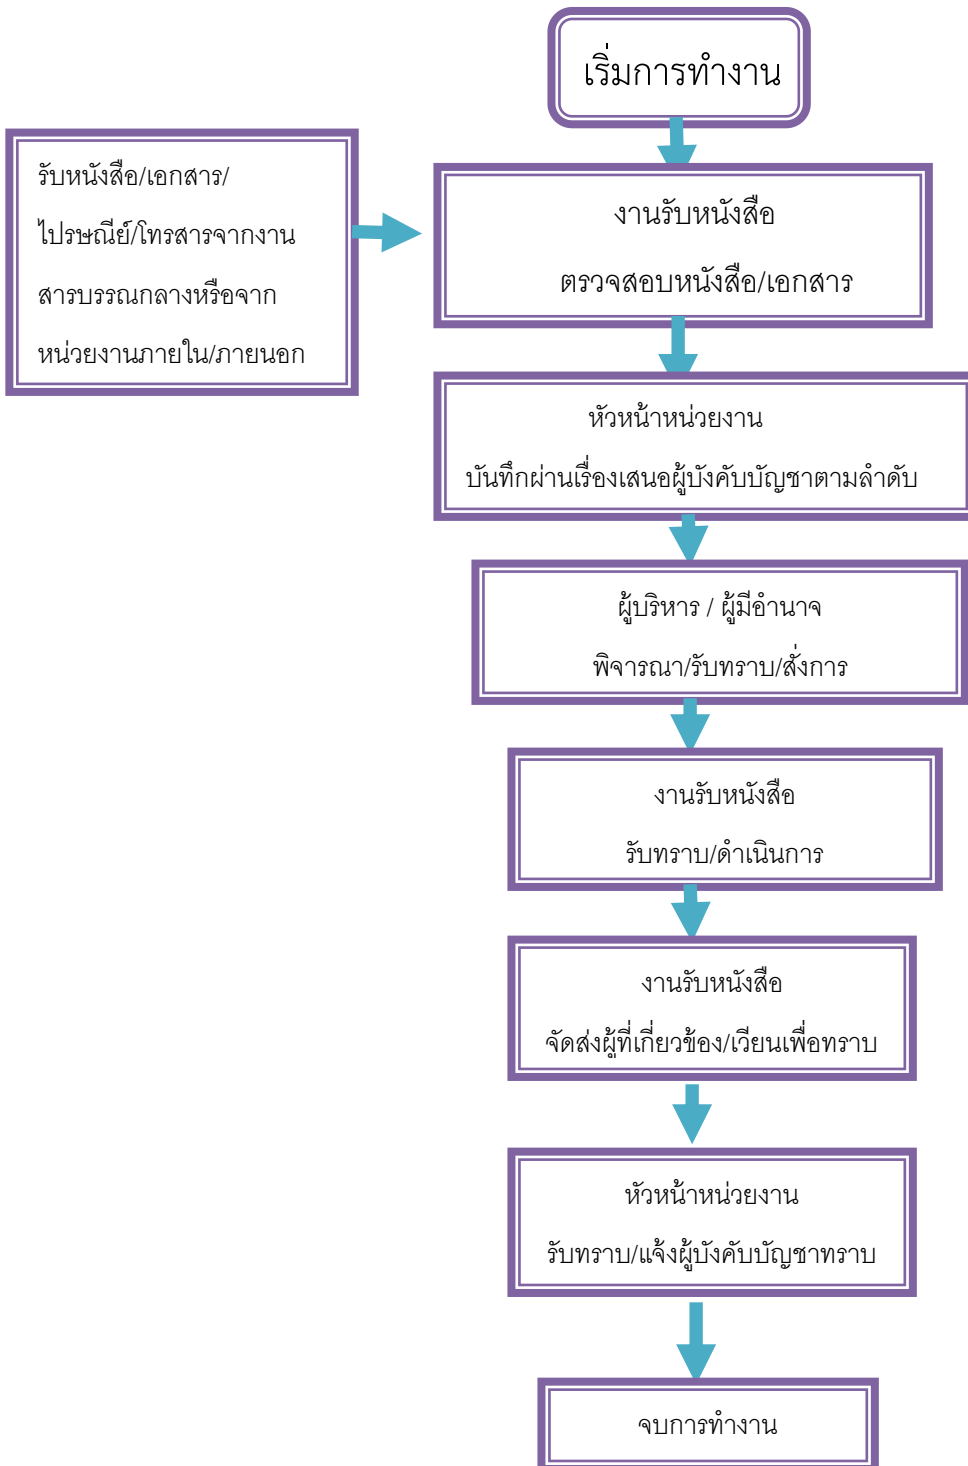 เริ่มการทำงาน
รับหนังสือ/เอกสาร/
ไปรษณีย์/โทรสารจากงาน
สารบรรณกลางหรือจาก
หน่วยงานภายใน/ภายนอก
งานรับหนังสือ
ตรวจสอบหนังสือ/เอกสาร
หัวหน้าหน่วยงาน
บันทึกผ่านเรื่องเสนอผู้บังคับบัญชาตามลำดับ
ผู้บริหาร / ผู้มีอำนาจ
พิจารณา/รับทราบ/สั่งการ
งานรับหนังสือ
รับทราบ/ดำเนินการ
งานรับหนังสือ
จัดส่งผู้ที่เกี่ยวข้อง/เวียนเพื่อทราบ
หัวหน้าหน่วยงาน
รับทราบ/แจ้งผู้บังคับบัญชาทราบ
จบการทำงาน